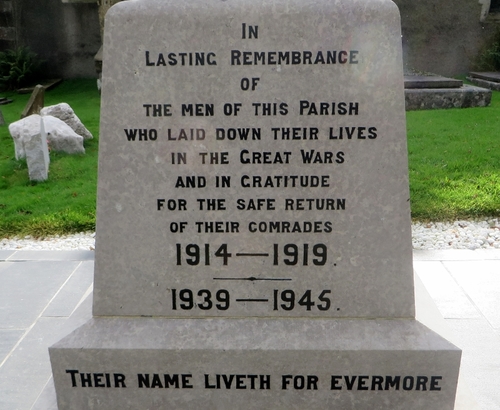 In
Lasting Remembrance
of
the men of this Parish
who laid down their lives
in the Great Wars
and in gratitude
for the safe return
of their comrades
1914—1919.
1939—1945.
Their name liveth for evermore